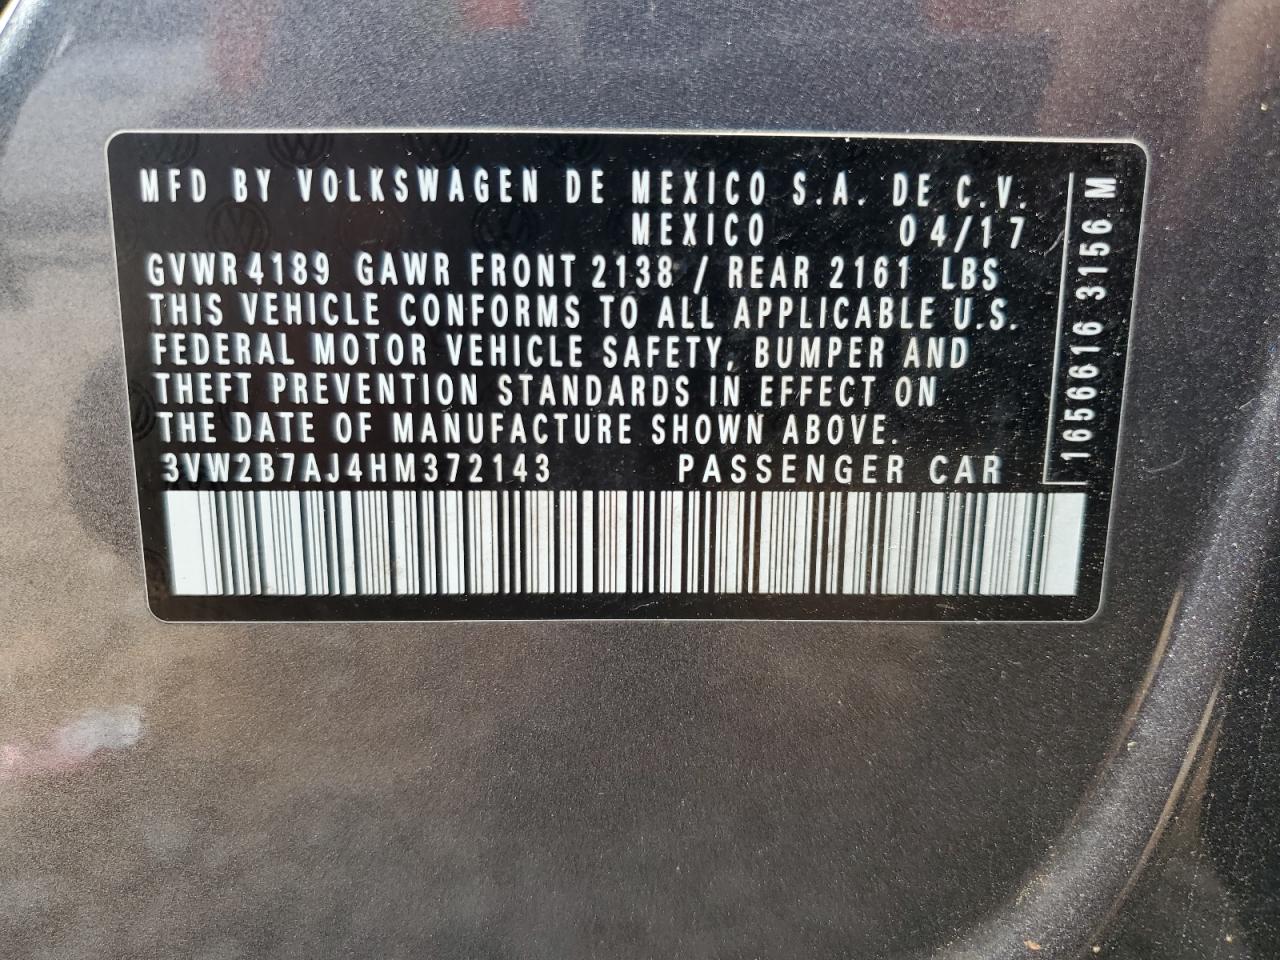 MFD BY VOLKSWAGEN DE MEXICO S.A. DE C.V.
MEXICO 04/17
GVWR 4189 GAWR FRONT 2138 / REAR 2161 LBS
THIS VEHICLE CONFORMS TO ALL APPLICABLE U.S.
FEDERAL MOTOR VEHICLE SAFETY, BUMPER AND
THEFT PREVENTION STANDARDS IN EFFECT ON
THE DATE OF MANUFACTURE SHOWN ABOVE.
3VW2B7AJ4HM372143 PASSENGER CAR
1656616 3156 M